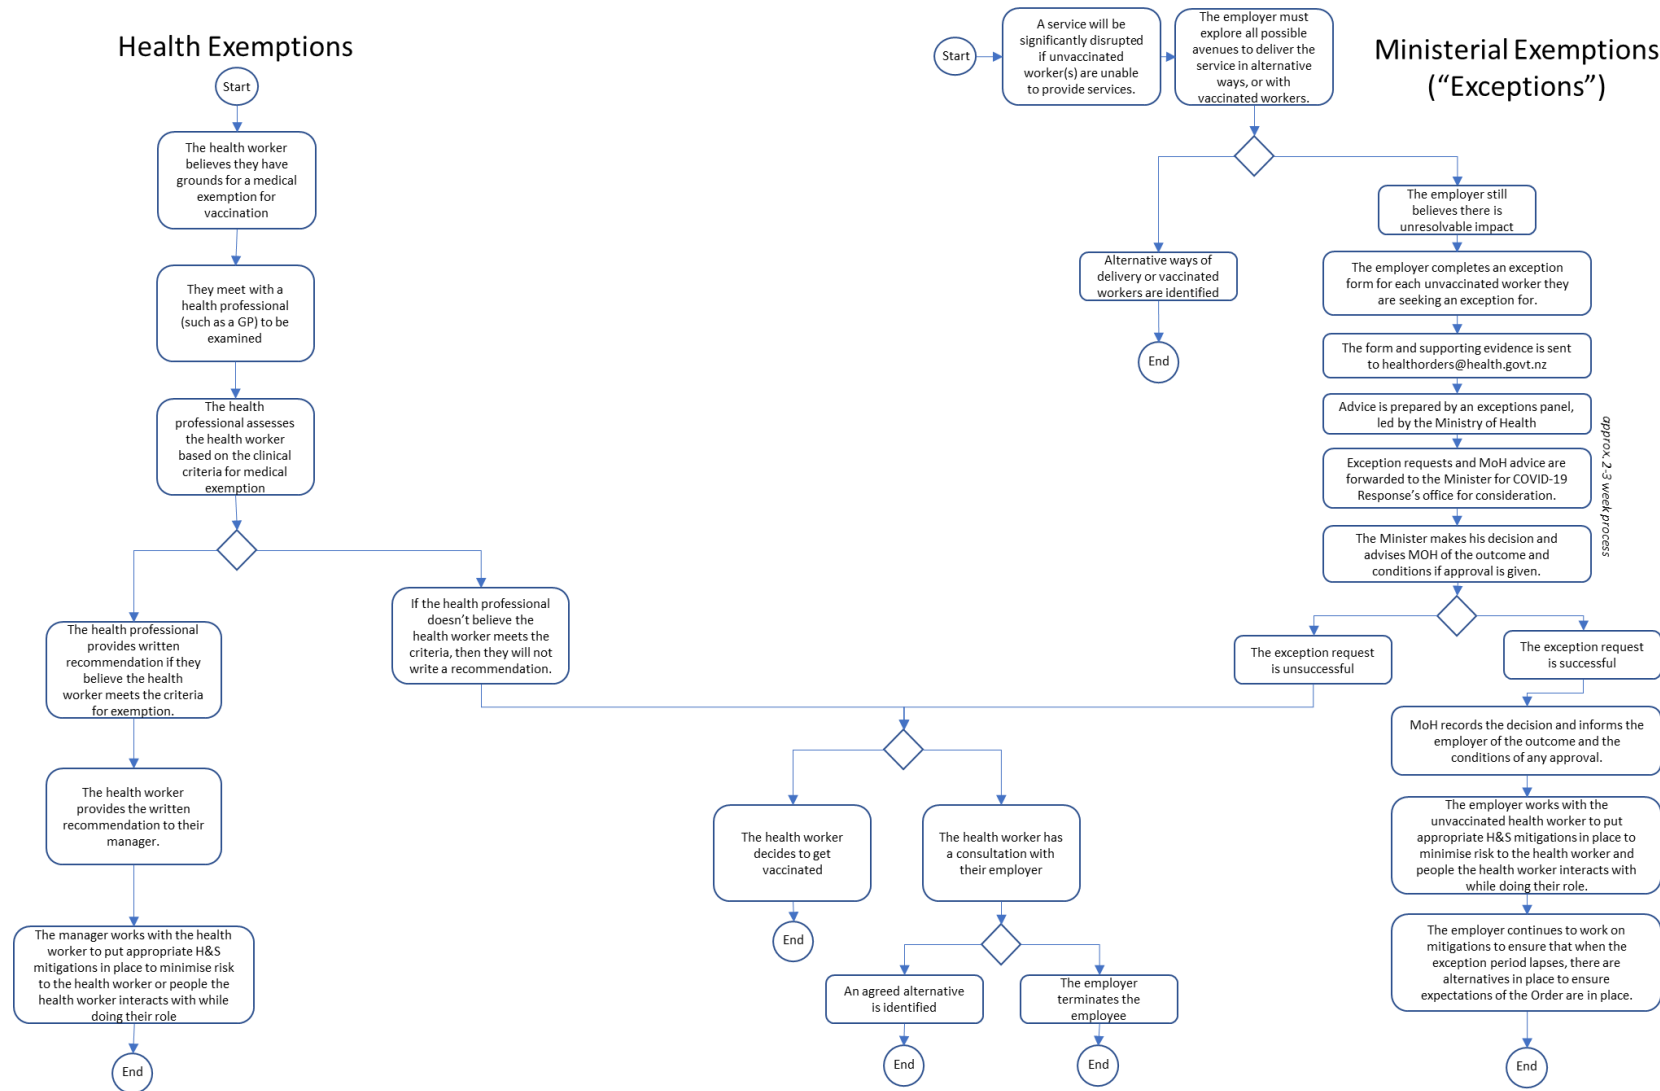 Health Exemptions
Start
The health worker
believes they have
grounds for a medical
exemption for
vaccination
They meet with a
health professional
(such as a GP) to be
examined
The health
professional assesses
the health worker
based on the clinical
criteria for medical
exemption
The health professional
provides written
recommendation if they
believe the health
worker meets the criteria
for exemption.
The health worker
provides the written
recommendation to their
manager.
The manager works with the health
worker to put appropriate H&S
mitigations in place to minimise risk
to the health worker or people the
health worker interacts with while
doing their role
End
If the health professional
doesn’t believe the
health worker meets the
criteria, then they will not
write a recommendation.
Ministerial Exemptions
(“Exceptions”)
Start
A service will be
significantly disrupted
if unvaccinated
worker(s) are unable
to provide services.
The employer must
explore all possible
avenues to deliver the
service in alternative
ways, or with
vaccinated workers.
Alternative ways of
delivery or vaccinated
workers are identified
End
The employer still
believes there is
unresolvable impact
The employer completes an exception
form for each unvaccinated worker they
are seeking an exception for.
The form and supporting evidence is sent
to healthorders@health.govt.nz
Advice is prepared by an exceptions panel,
led by the Ministry of Health
Exception requests and MoH advice are
forwarded to the Minister for COVID-19
Response’s office for consideration.
The Minister makes his decision and
advises MOH of the outcome and
conditions if approval is given.
approx. 2-3 week process
The exception request
is unsuccessful
The exception request
is successful
MoH records the decision and informs the
employer of the outcome and the
conditions of any approval.
The employer works with the
unvaccinated health worker to put
appropriate H&S mitigations in place to
minimise risk to the health worker and
people the health worker interacts with
while doing their role.
The employer continues to work on
mitigations to ensure that when the
exception period lapses, there are
alternatives in place to ensure
expectations of the Order are in place.
End
The health worker
decides to get
vaccinated
End
The health worker has
a consultation with
their employer
An agreed alternative
is identified
End
The employer
terminates the
employee
End